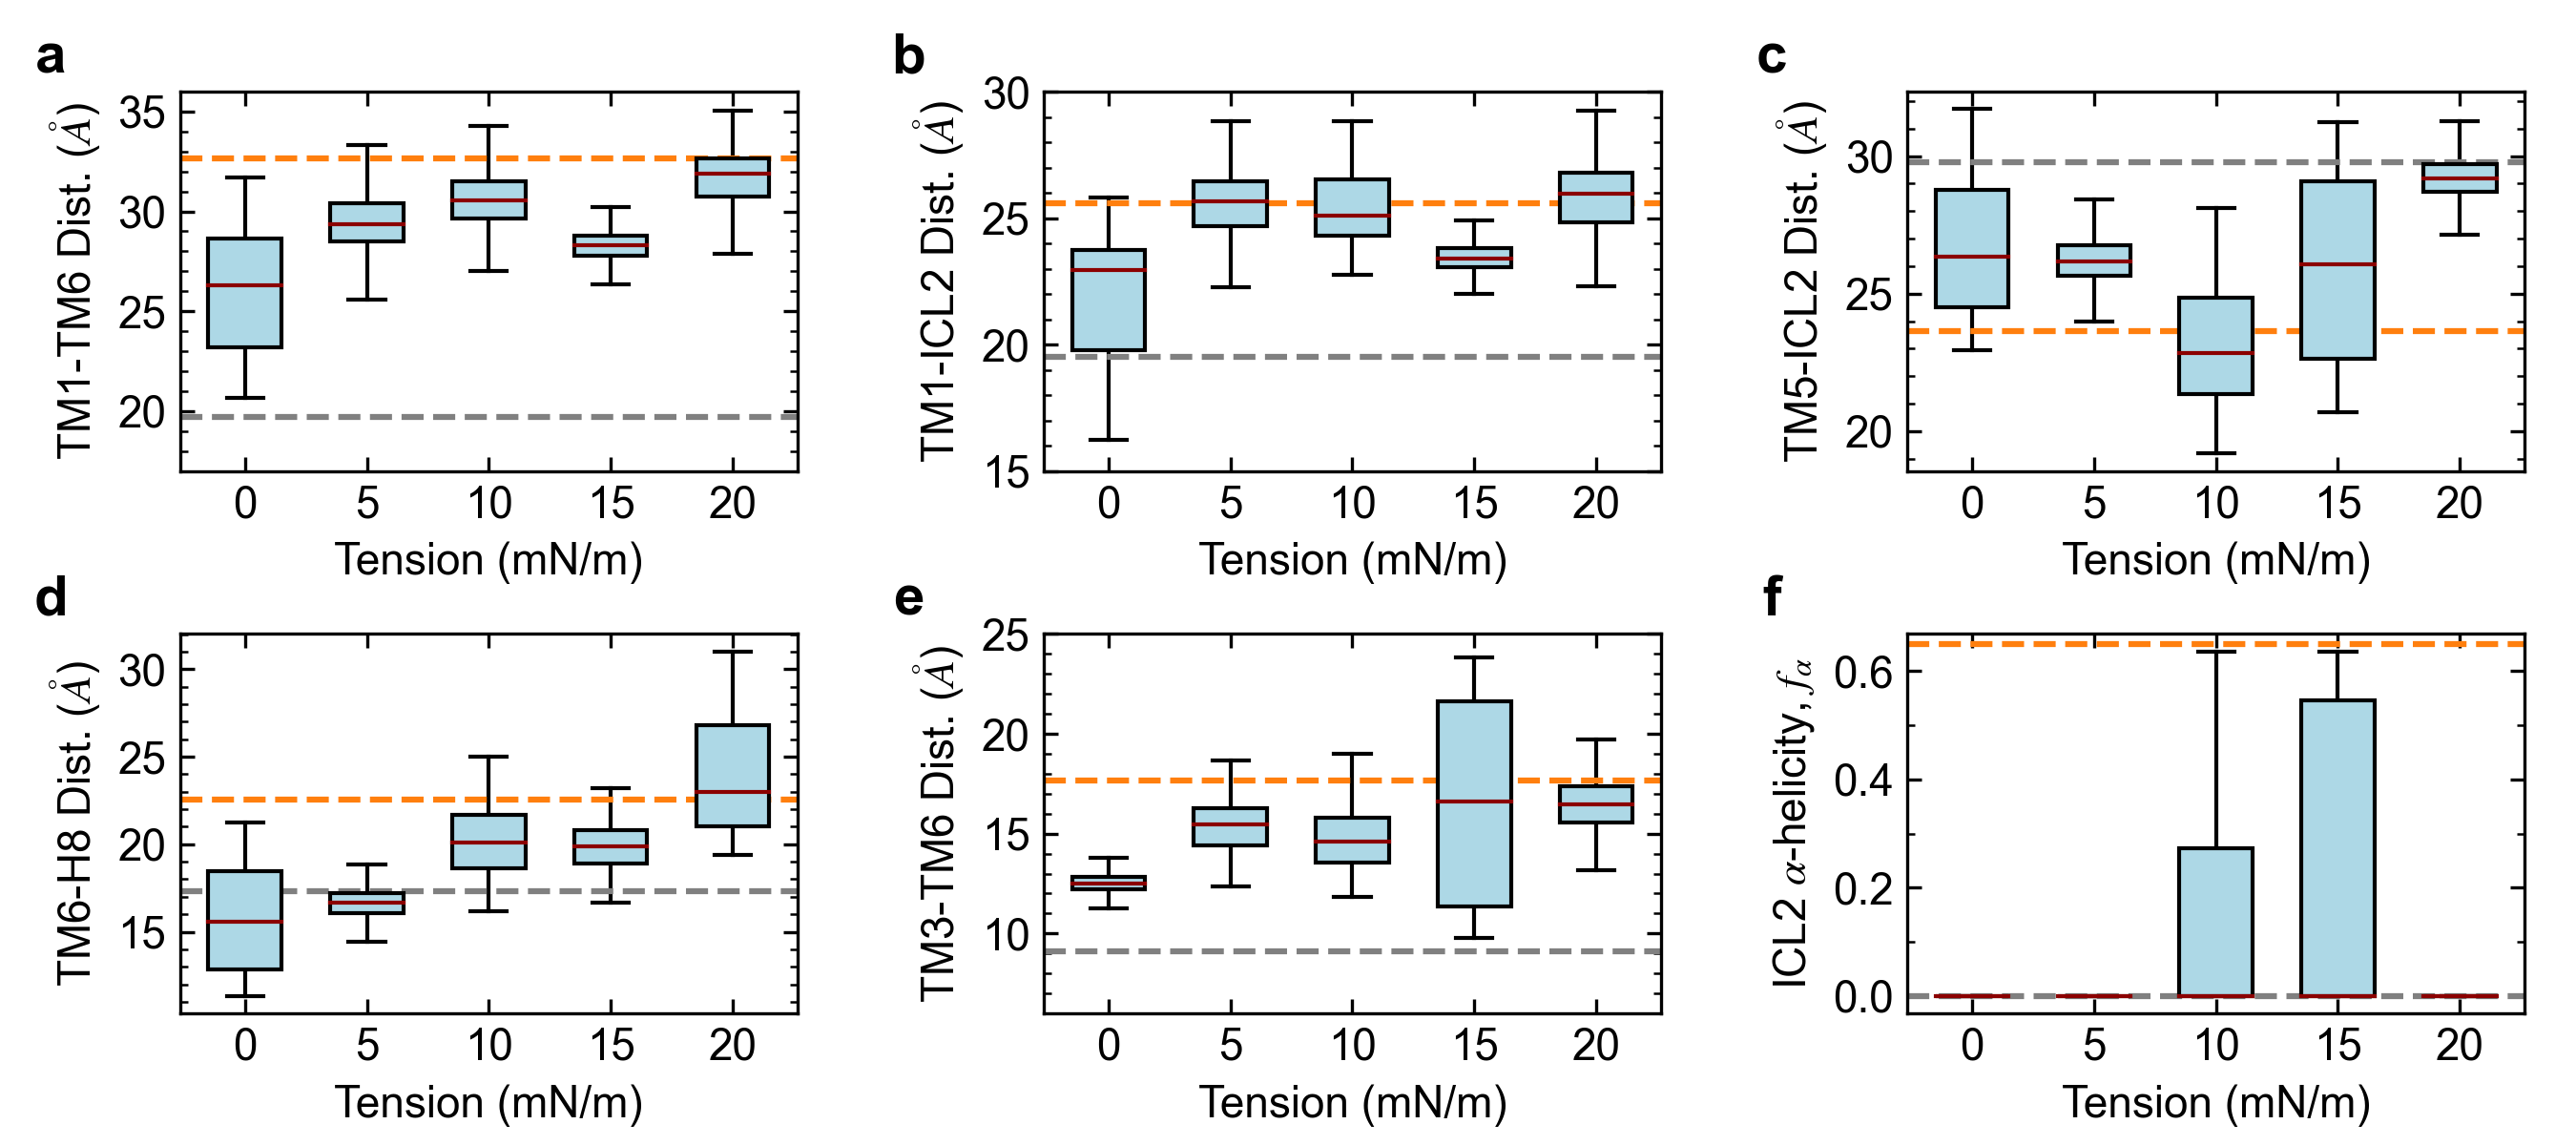 a
TM1-TM6 Dist. (Å)
35
30
25
20
0 5 10 15 20
Tension (mN/m)
b
TM1-ICL2 Dist. (Å)
30
25
20
15
0 5 10 15 20
Tension (mN/m)
c
TM5-ICL2 Dist. (Å)
30
25
20
0 5 10 15 20
Tension (mN/m)
d
TM6-H8 Dist. (Å)
30
25
20
15
0 5 10 15 20
Tension (mN/m)
e
TM3-TM6 Dist. (Å)
25
20
15
10
0 5 10 15 20
Tension (mN/m)
f
ICL2 α-helicity, fα
0.6
0.4
0.2
0.0
0 5 10 15 20
Tension (mN/m)